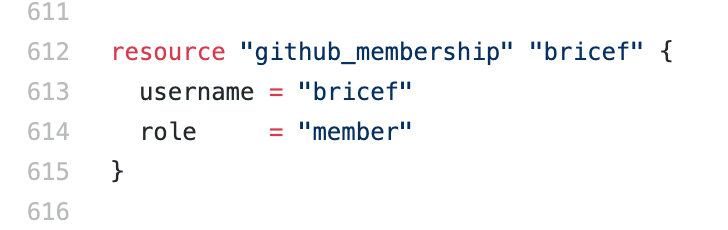 611
612 resource "github_membership" "bricef" {
613 username = "bricef"
614 role = "member"
615 }
616